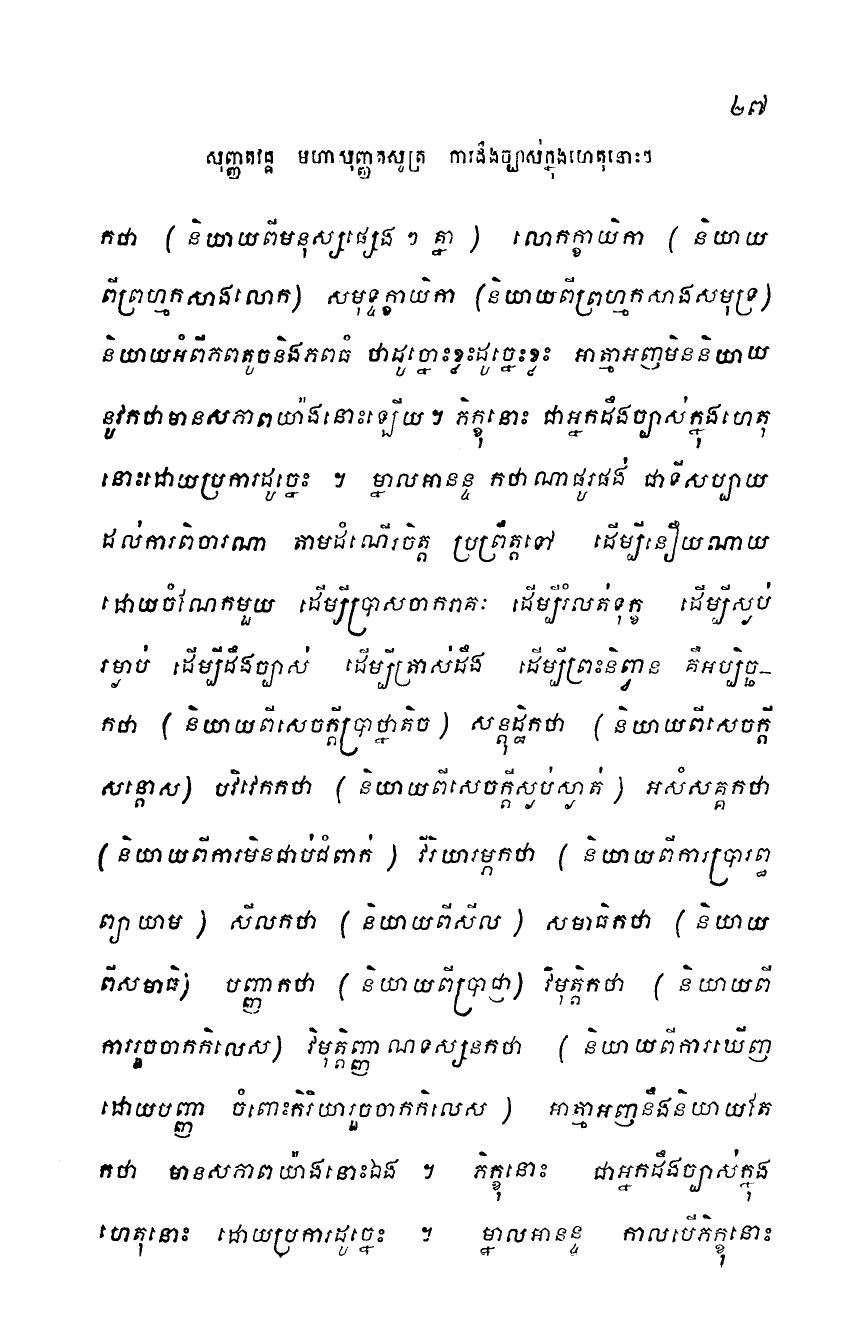 ២៧
សុញ្ញតវគ្គ មហាសុញ្ញតសូត្រ ការដឹងច្បាស់ក្នុងហេតុនោះៗ
កថា ( និយាយពីមនុស្សផ្សេង ៗ គ្នា ) លោកក្ខាយិកា ( និយាយ
ពីព្រហ្មកសាងលោក) សមុទ្ទក្ខាយិកា (និយាយពីព្រហ្មកសាងសមុទ្រ)
និយាយអំពីភពតូចនិងភពធំ ថាដូច្នោះខ្លះដូច្នេះខ្លះ អាត្មាអញមិននិយាយ
នូវកថាមានសភាពយ៉ាងនោះឡើយ ។ ភិក្ខុនោះ ជាអ្នកដឹងច្បាស់ក្នុងហេតុ
នោះដោយប្រការដូច្នេះ ។ ម្នាលអានន្ទ កថាណាផូរផង់ ជាទីសប្បាយ
ដល់ការពិចារណា តាមដំណើរចិត្ត ប្រព្រឹត្តទៅ ដើម្បីនឿយណាយ
ដោយចំណែកមួយ ដើម្បីប្រាសចាករាគៈ ដើម្បីរំលត់ទុក្ខ ដើម្បីស្ងប់
រម្ងាប់ ដើម្បីដឹងច្បាស់ ដើម្បីត្រាស់ដឹង ដើម្បីព្រះនិព្វាន គឺអប្បិច្ឆ-
កថា ( និយាយពីសេចក្តីប្រាថ្នាតិច ) សន្តុដ្ឋិកថា ( និយាយពីសេចក្តី
សន្តោស) បវិវេកកថា ( និយាយពីសេចក្តីស្ងប់ស្ងាត់ ) អសំសគ្គកថា
( និយាយពីការមិនជាប់ជំពាក់ ) វីរិយារម្ភកថា ( និយាយពីការប្រារព្ធ
ព្យាយាម ) សីលកថា ( និយាយពីសីល ) សមាធិកថា ( និយាយ
ពីសមាធិ) បញ្ញាកថា ( និយាយពីប្រាជ្ញា) វិមុត្តិកថា ( និយាយពី
ការរួចចាកកិលេស) វិមុត្តិញ្ញាណទស្សនកថា ( និយាយពីការឃើញ
ដោយបញ្ញា ចំពោះកិរិយារួចចាកកិលេស ) អាត្មាអញនឹងនិយាយតែ
កថា មានសភាពយ៉ាងនោះឯង ។ ភិក្ខុនោះ ជាអ្នកដឹងច្បាស់ក្នុង
ហេតុនោះ ដោយប្រការដូច្នេះ ។ ម្នាលអានន្ទ កាលបើភិក្ខុនោះ